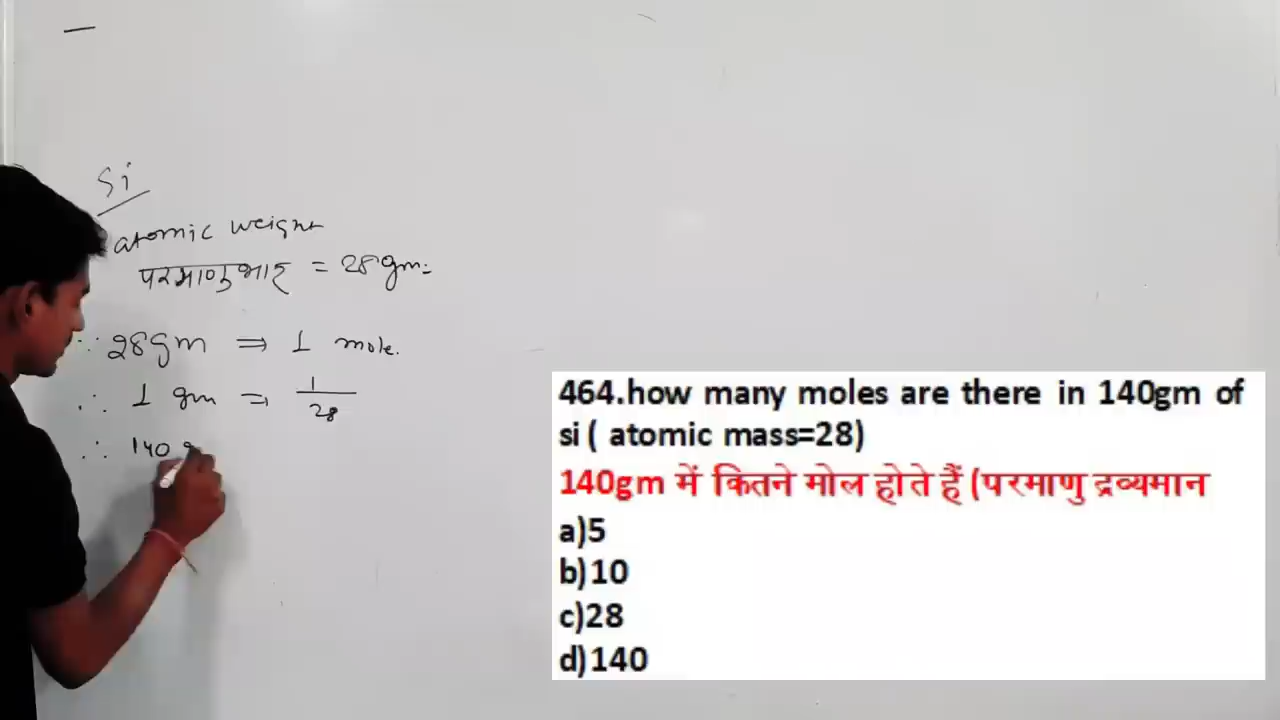 Si
atomic weight
परमाणुभार = 28gm.
∵ 28gm ⇒ 1 mole.
∴ 1 gm ⇒ 1/28
∴ 140 g
464.how many moles are there in 140gm of
si ( atomic mass=28)
140gm में कितने मोल होते हैं (परमाणु द्रव्यमान
a)5
b)10
c)28
d)140